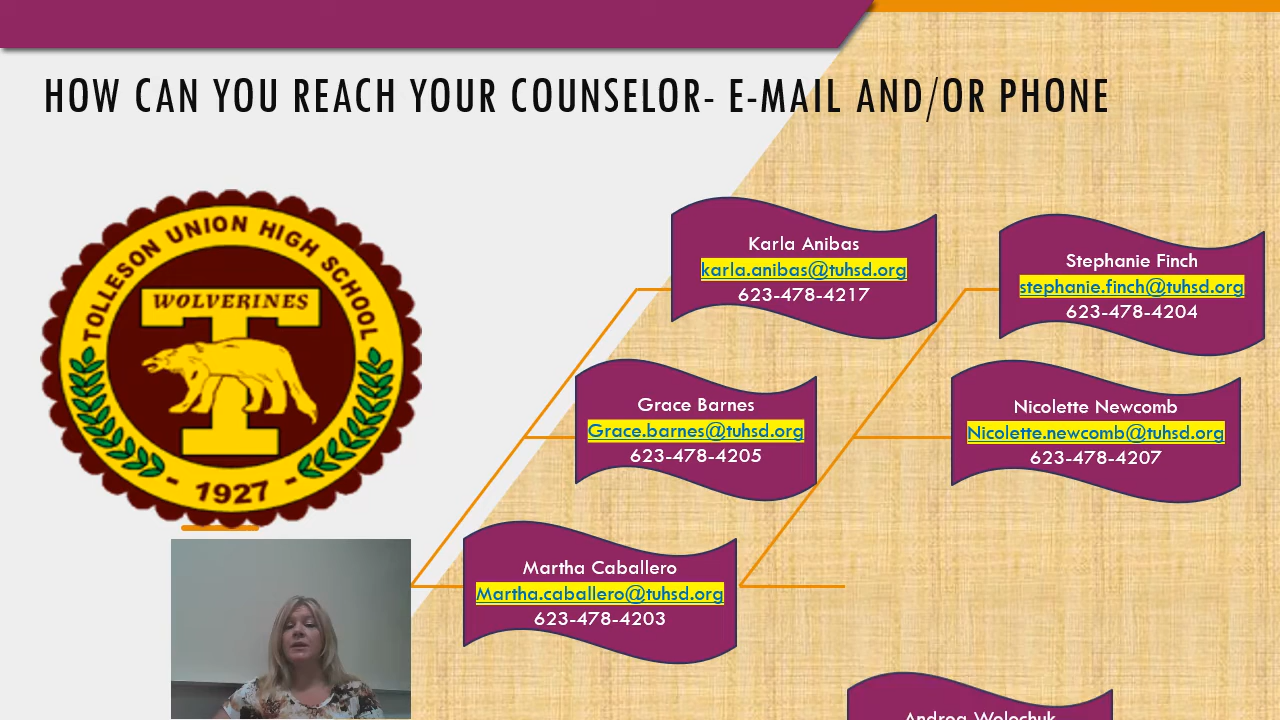 HOW CAN YOU REACH YOUR COUNSELOR- E-MAIL AND/OR PHONE
TOLLESON UNION HIGH SCHOOL
WOLVERINES
T
- 1927 -
Karla Anibas
karla.anibas@tuhsd.org
623-478-4217
Stephanie Finch
stephanie.finch@tuhsd.org
623-478-4204
Grace Barnes
Grace.barnes@tuhsd.org
623-478-4205
Nicolette Newcomb
Nicolette.newcomb@tuhsd.org
623-478-4207
Martha Caballero
Martha.caballero@tuhsd.org
623-478-4203
Andrea